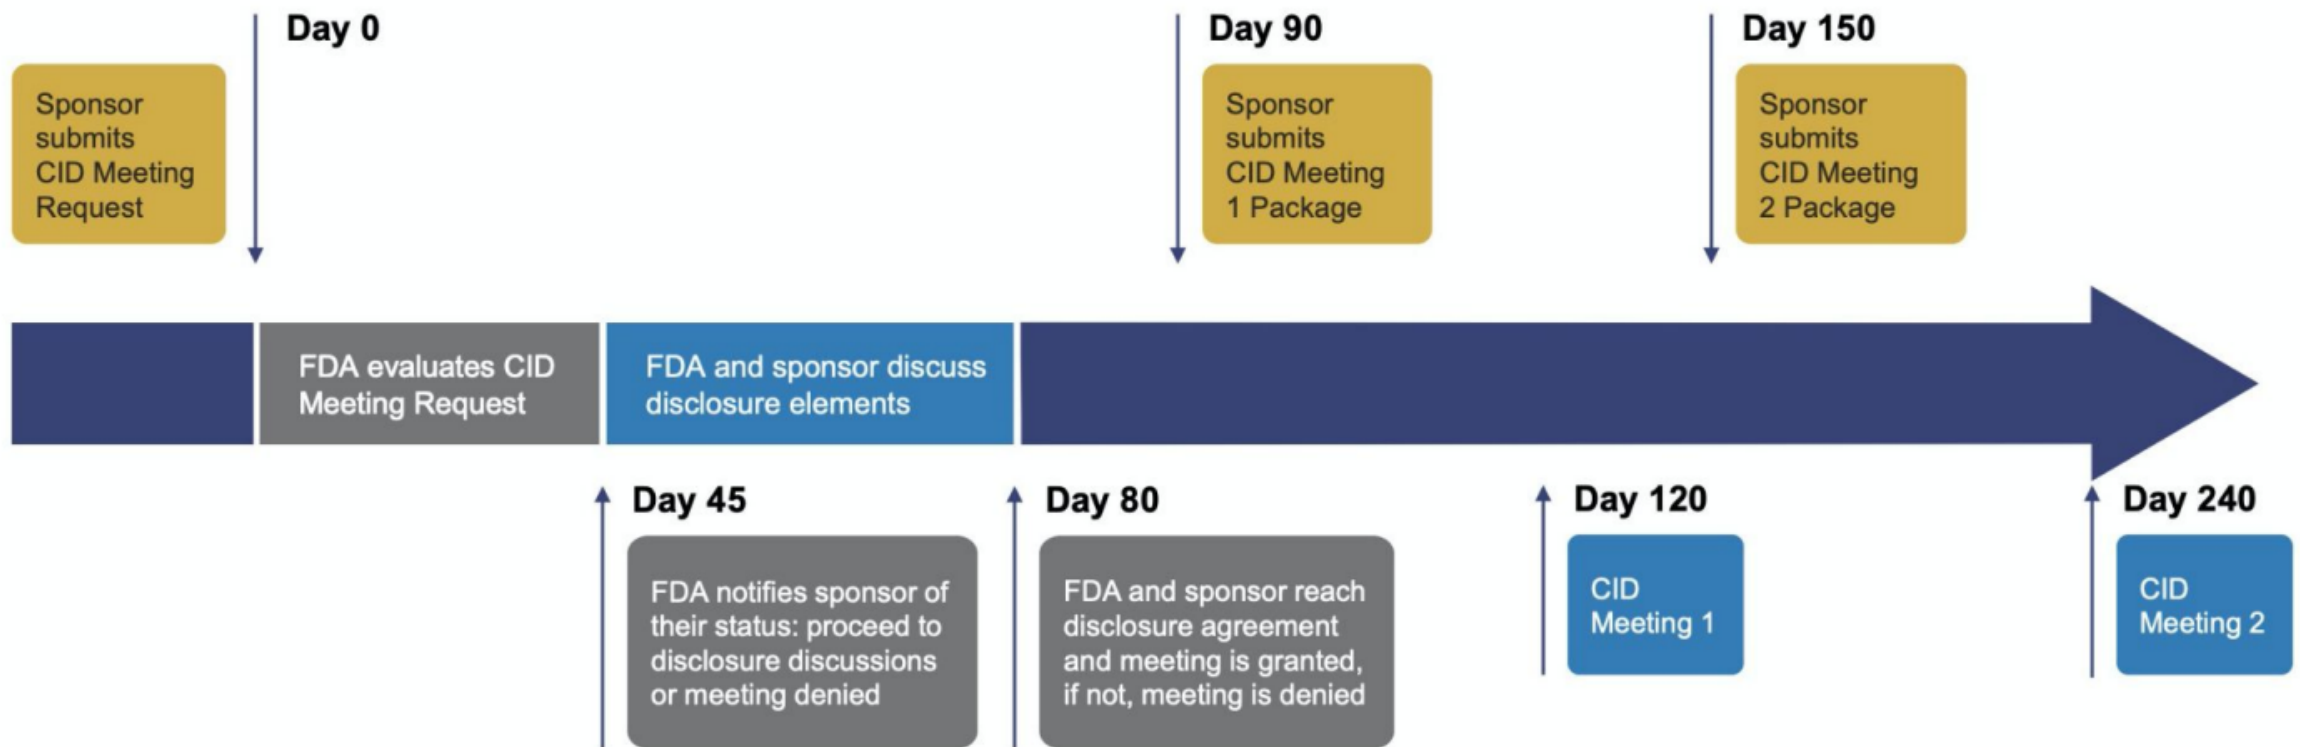 Day 0
Sponsor
submits
CID Meeting
Request
Day 90
Sponsor
submits
CID Meeting
1 Package
Day 150
Sponsor
submits
CID Meeting
2 Package
FDA evaluates CID
Meeting Request
FDA and sponsor discuss
disclosure elements
Day 45
FDA notifies sponsor of
their status: proceed to
disclosure discussions
or meeting denied
Day 80
FDA and sponsor reach
disclosure agreement
and meeting is granted,
if not, meeting is denied
Day 120
CID
Meeting 1
Day 240
CID
Meeting 2